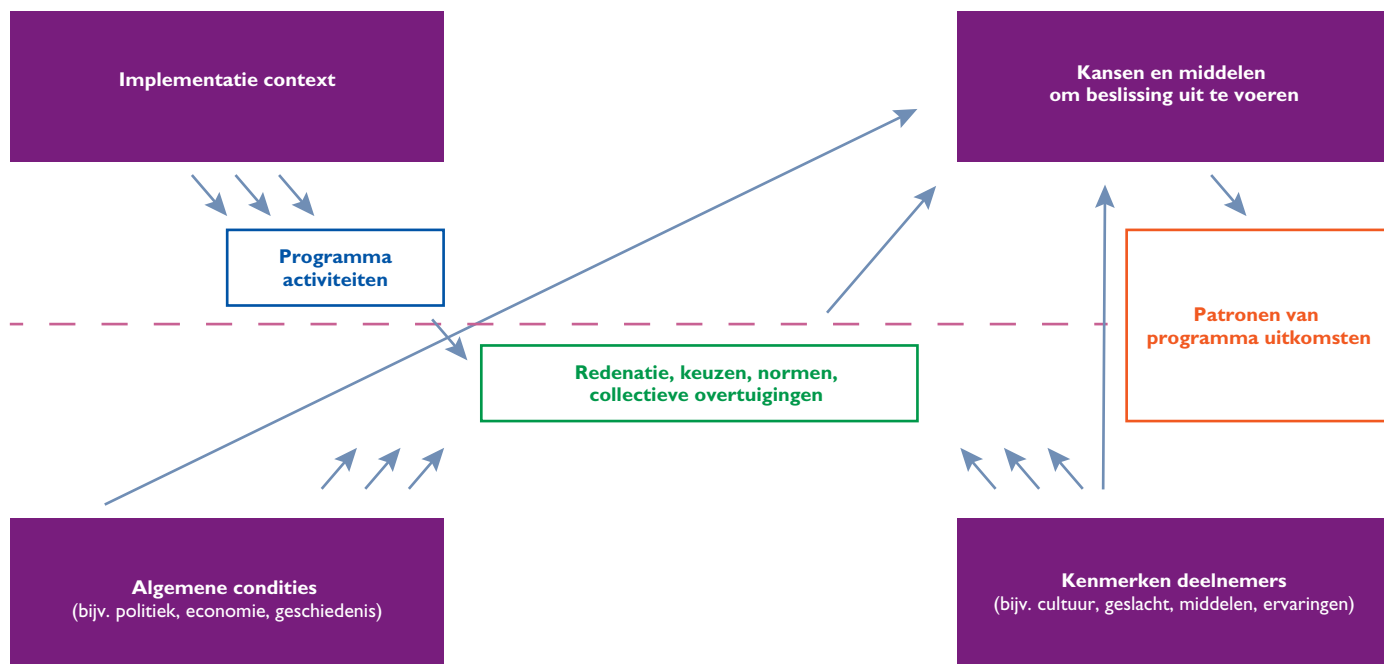 Implementatie context
Kansen en middelen
om beslissing uit te voeren
Programma
activiteiten
Patronen van
programma uitkomsten
Redenatie, keuzen, normen,
collectieve overtuigingen
Algemene condities
(bijv. politiek, economie, geschiedenis)
Kenmerken deelnemers
(bijv. cultuur, geslacht, middelen, ervaringen)